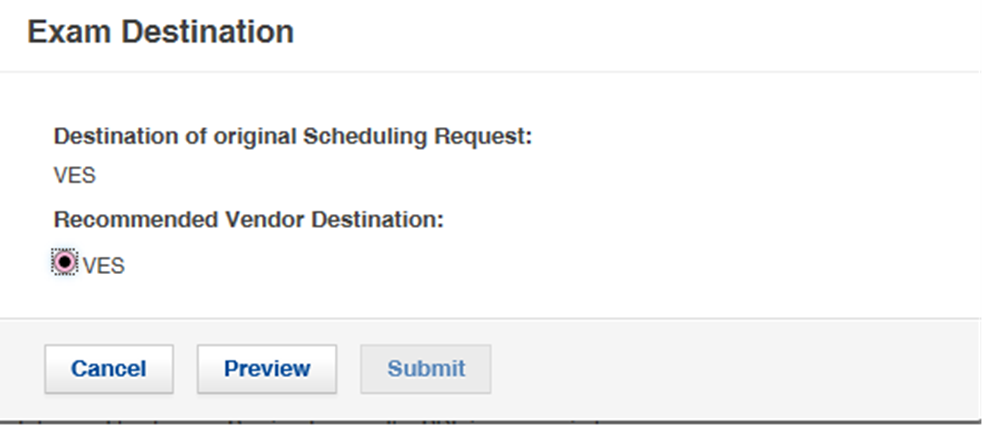 Exam Destination
Destination of original Scheduling Request:
VES
Recommended Vendor Destination:
VES
Cancel Preview Submit